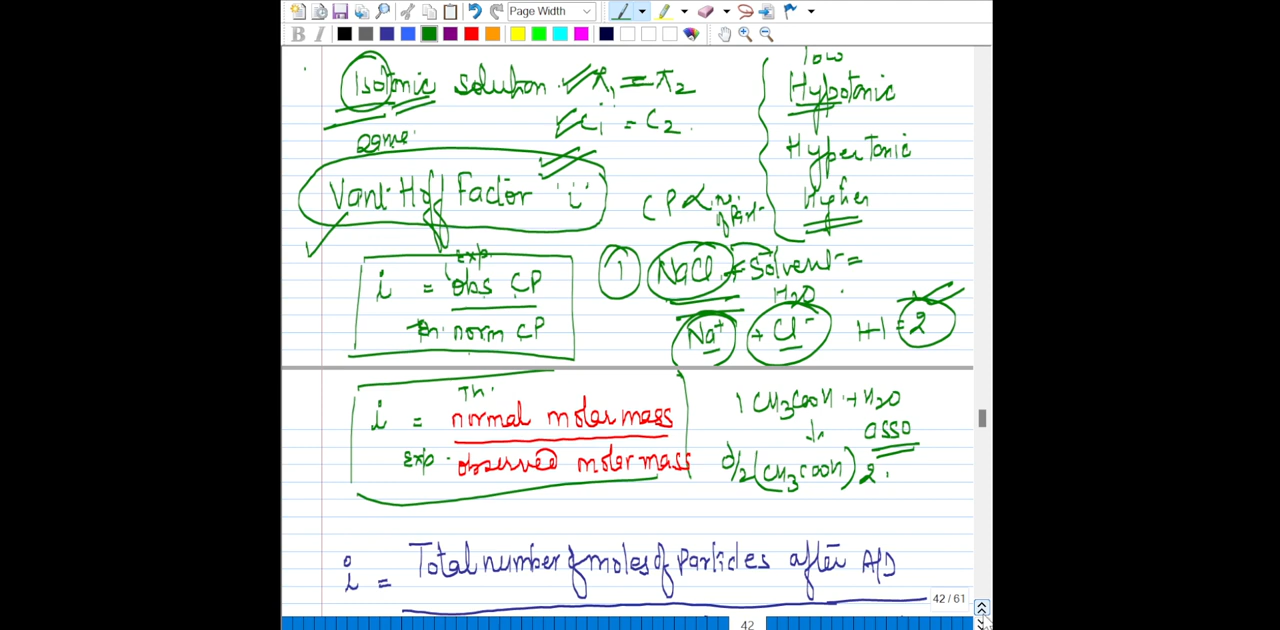 Page Width
B I
Isotonic solution π1 = π2
same
C1 = C2
low
Hypotonic
Hypertonic
Higher
Vant Hoff Factor 'i'
CP ∝ no. of Part
i = obs CP
exp.
norm CP
① NaCl + Solvent =
H2O
Na+ + Cl- 1+1 = 2
Th.
i = normal molar mass
Exp. observed molar mass
1 CH3COOH + H2O
↓ asso
1/2 (CH3COOH)2
i = Total number of moles of Particles after A/D
42/61
42